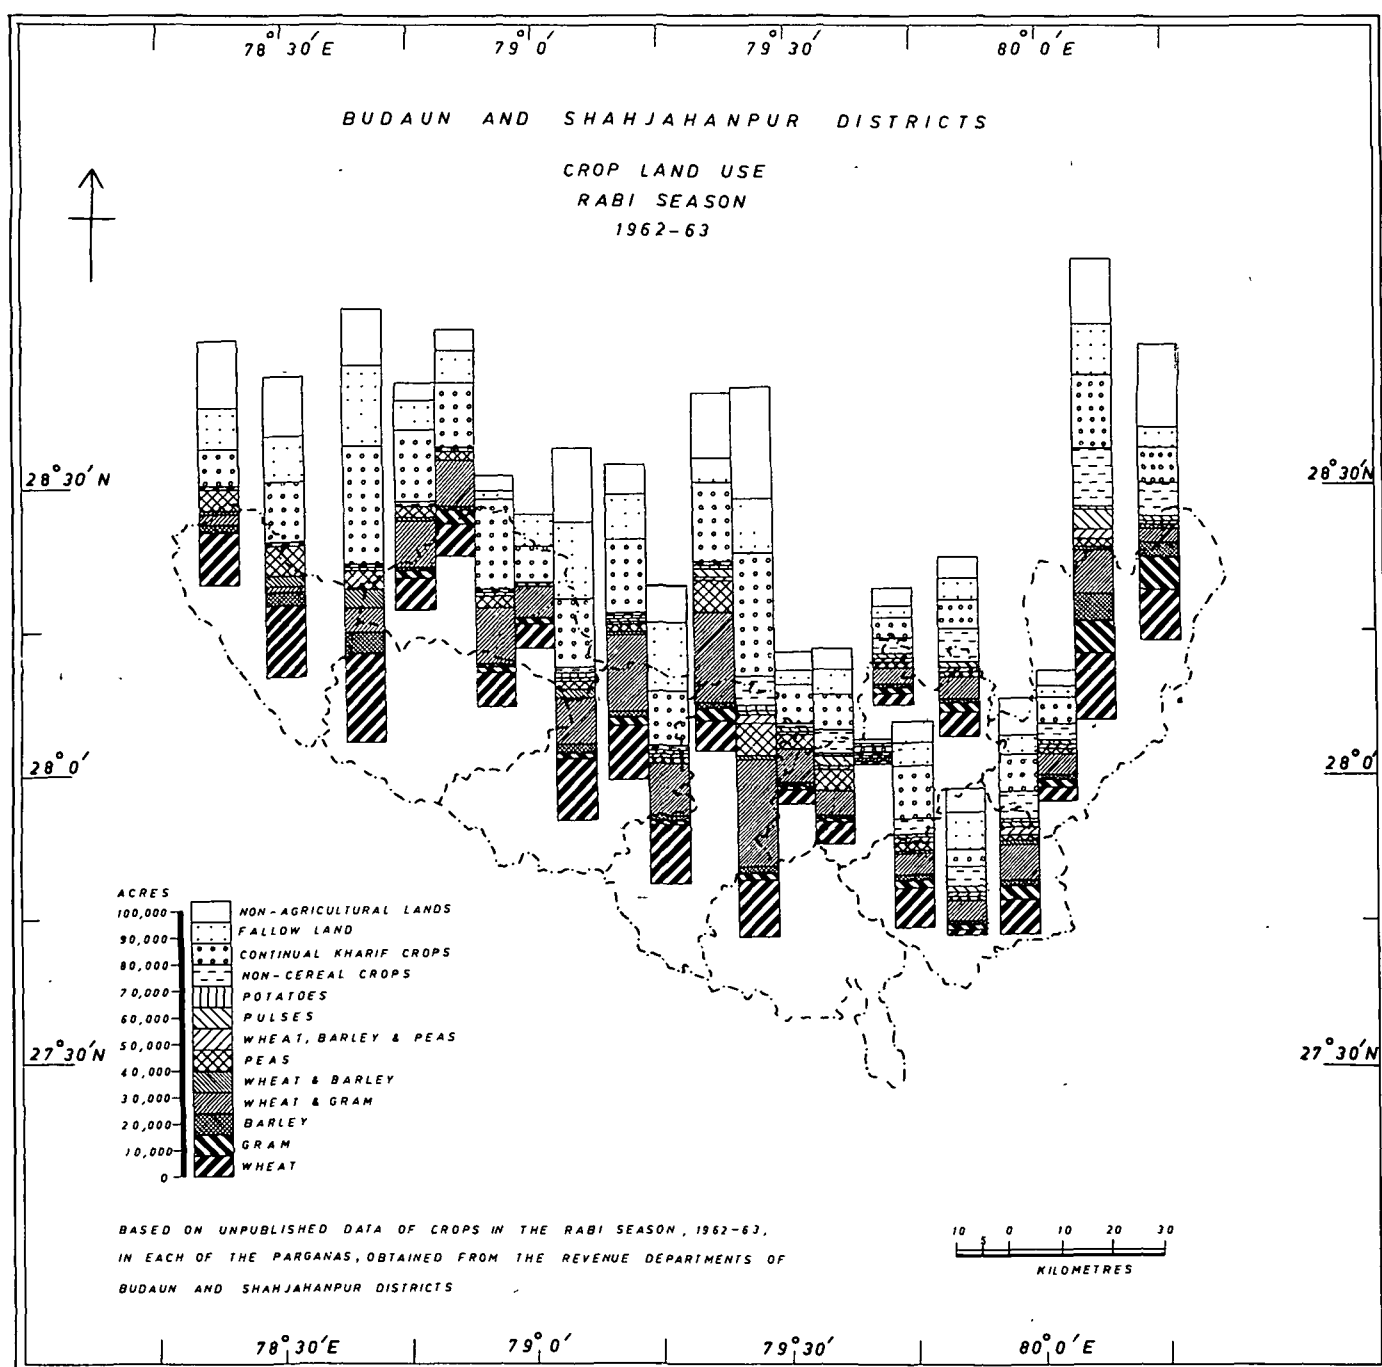 78°30′E 79°0′ 79°30′ 80°0′E
BUDAUN AND SHAHJAHANPUR DISTRICTS
CROP LAND USE
RABI SEASON
1962-63
28°30′N 28°30′N
28°0′ 28°0′
27°30′N 27°30′N
ACRES
100,000
90,000
80,000
70,000
60,000
50,000
40,000
30,000
20,000
10,000
0
NON-AGRICULTURAL LANDS
FALLOW LAND
CONTINUAL KHARIF CROPS
NON-CEREAL CROPS
POTATOES
PULSES
WHEAT, BARLEY & PEAS
PEAS
WHEAT & BARLEY
WHEAT & GRAM
BARLEY
GRAM
WHEAT
BASED ON UNPUBLISHED DATA OF CROPS IN THE RABI SEASON, 1962-63,
IN EACH OF THE PARGANAS, OBTAINED FROM THE REVENUE DEPARTMENTS OF
BUDAUN AND SHAHJAHANPUR DISTRICTS
10 5 0 10 20 30
KILOMETRES
78°30′E 79°0′ 79°30′ 80°0′E